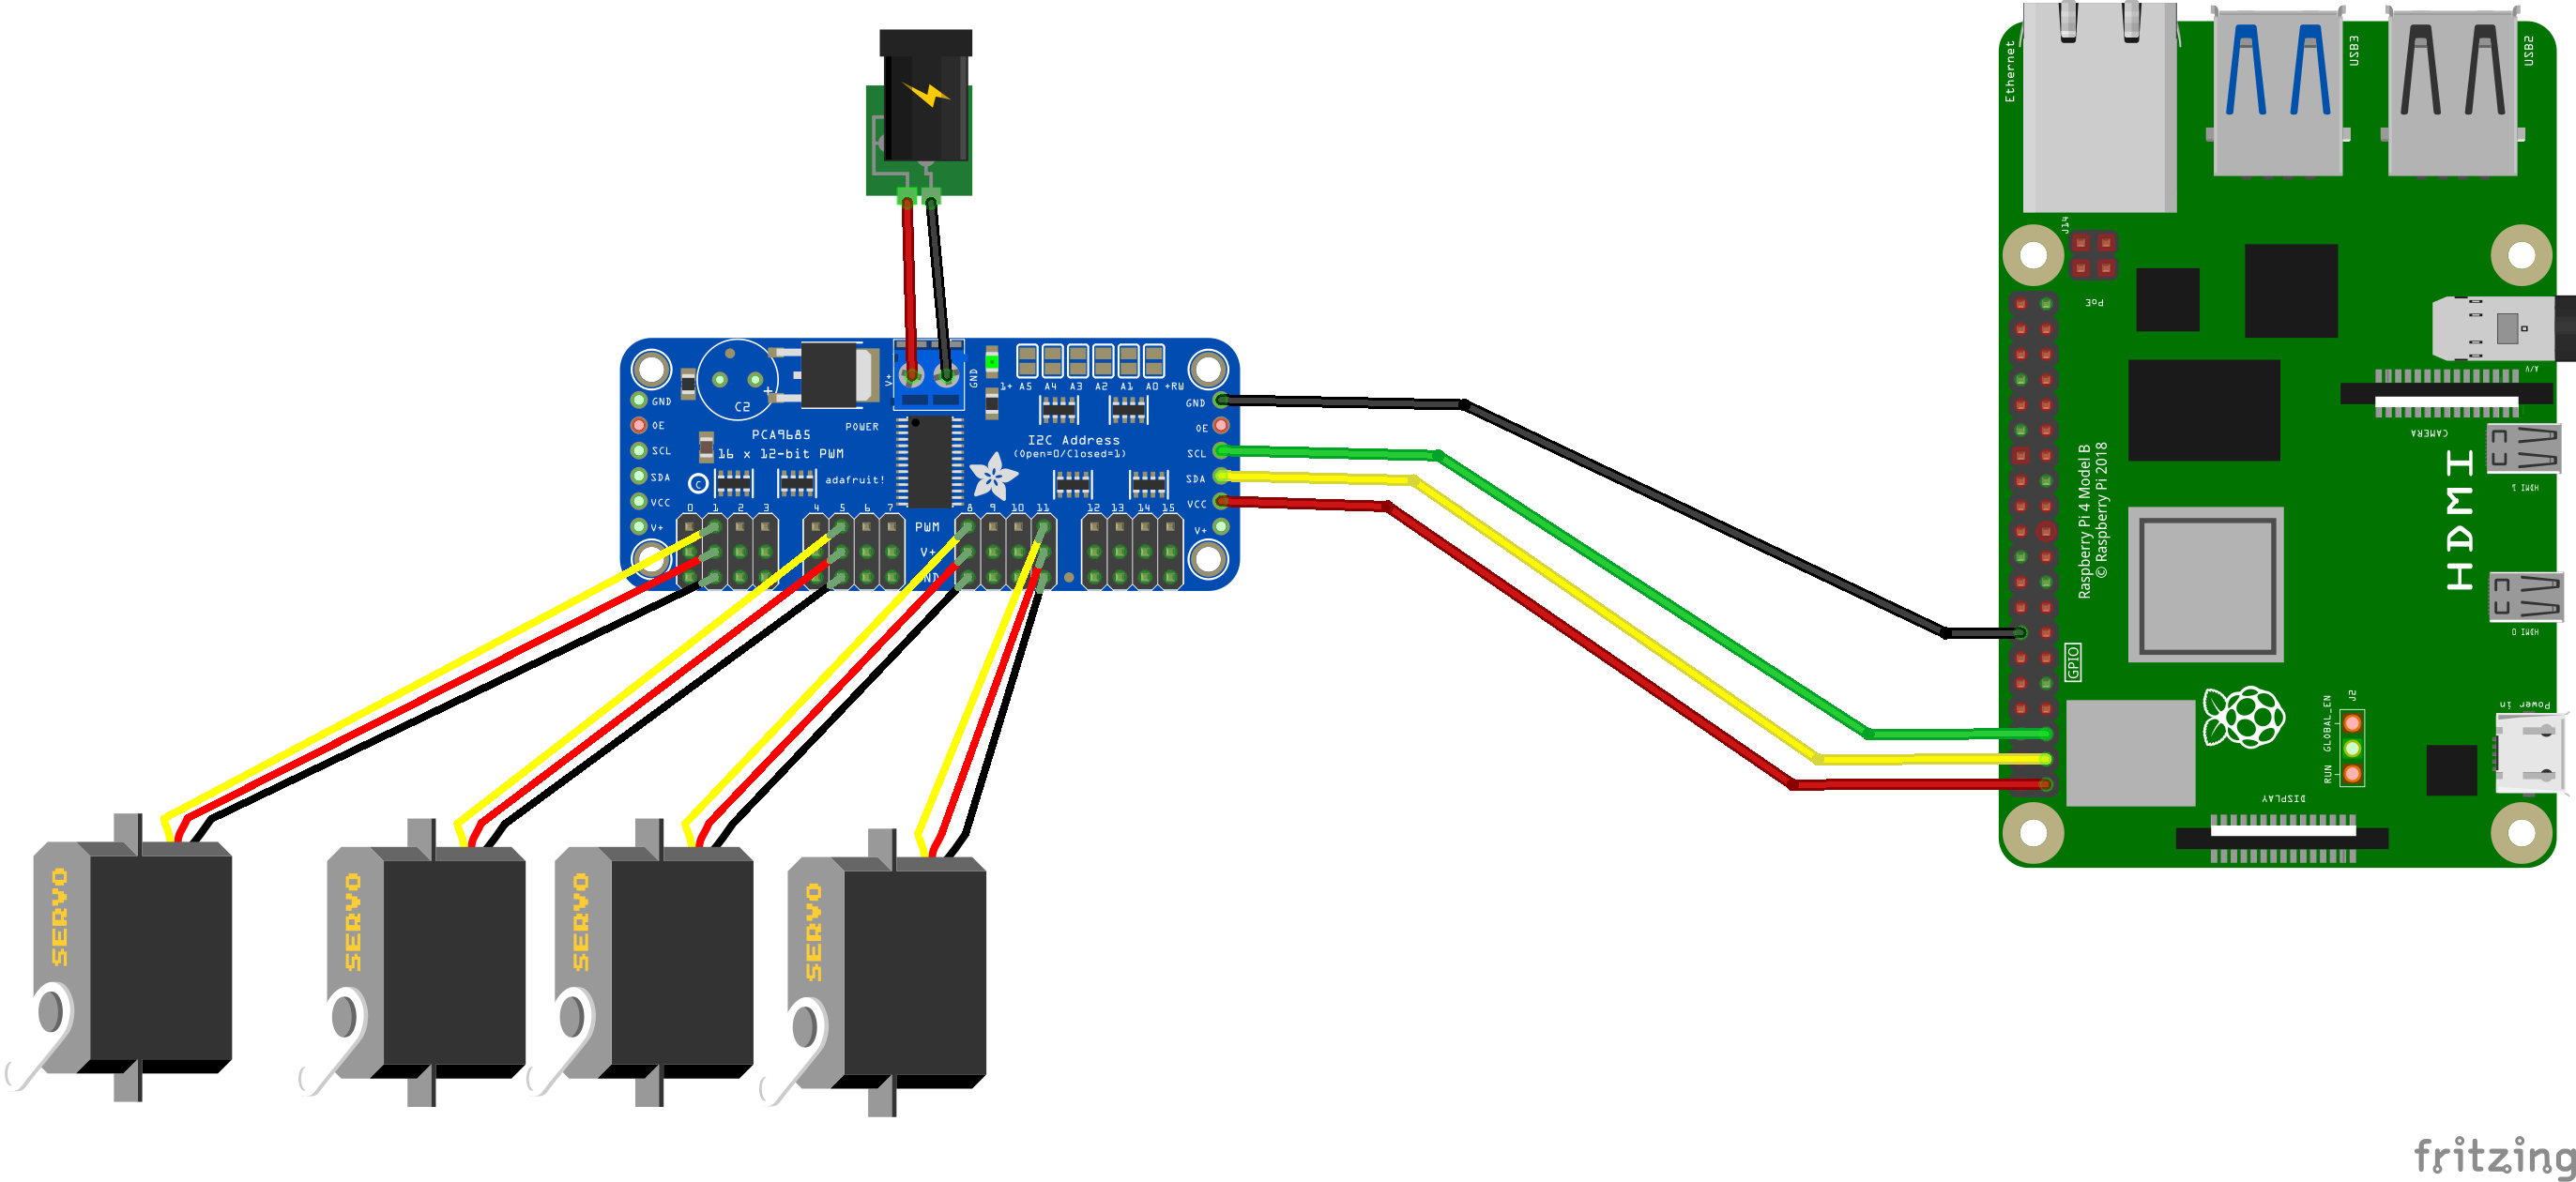 Ethernet
USB3
USB2
J14
PoE
A/V
CAMERA
HDMI 1
HDMI
HDMI 0
Raspberry Pi 4 Model B
© Raspberry Pi 2018
GPIO
J2
GLOBAL_EN
RUN
Power in
DISPLAY
V+
GND
1+ A5 A4 A3 A2 A1 A0 +RW
C2
+
GND
OE
SCL
SDA
VCC
V+
POWER
PCA9685
16 x 12-bit PWM
C
adafruit!
I2C Address
(Open=0/Closed=1)
GND
OE
SCL
SDA
VCC
V+
0 1 2 3 4 5 6 7 8 9 10 11 12 13 14 15
PWM
V+
SERVO
SERVO
SERVO
SERVO
fritzing